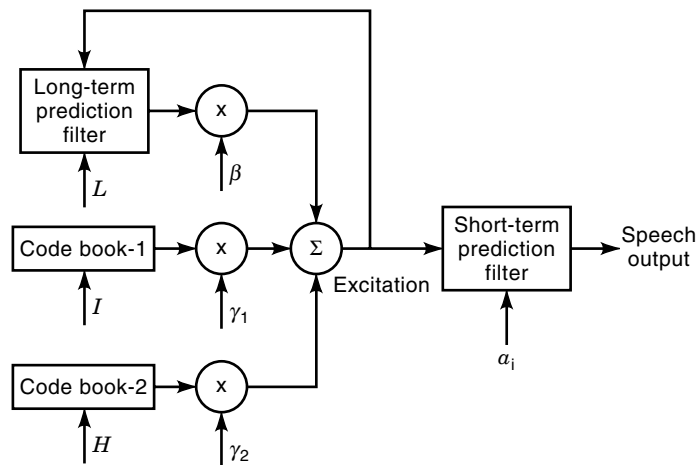 Long-term
prediction
filter
x
β
L
Code book-1
x
Σ
Excitation
Short-term
prediction
filter
Speech
output
I
γ1
ai
Code book-2
x
H
γ2